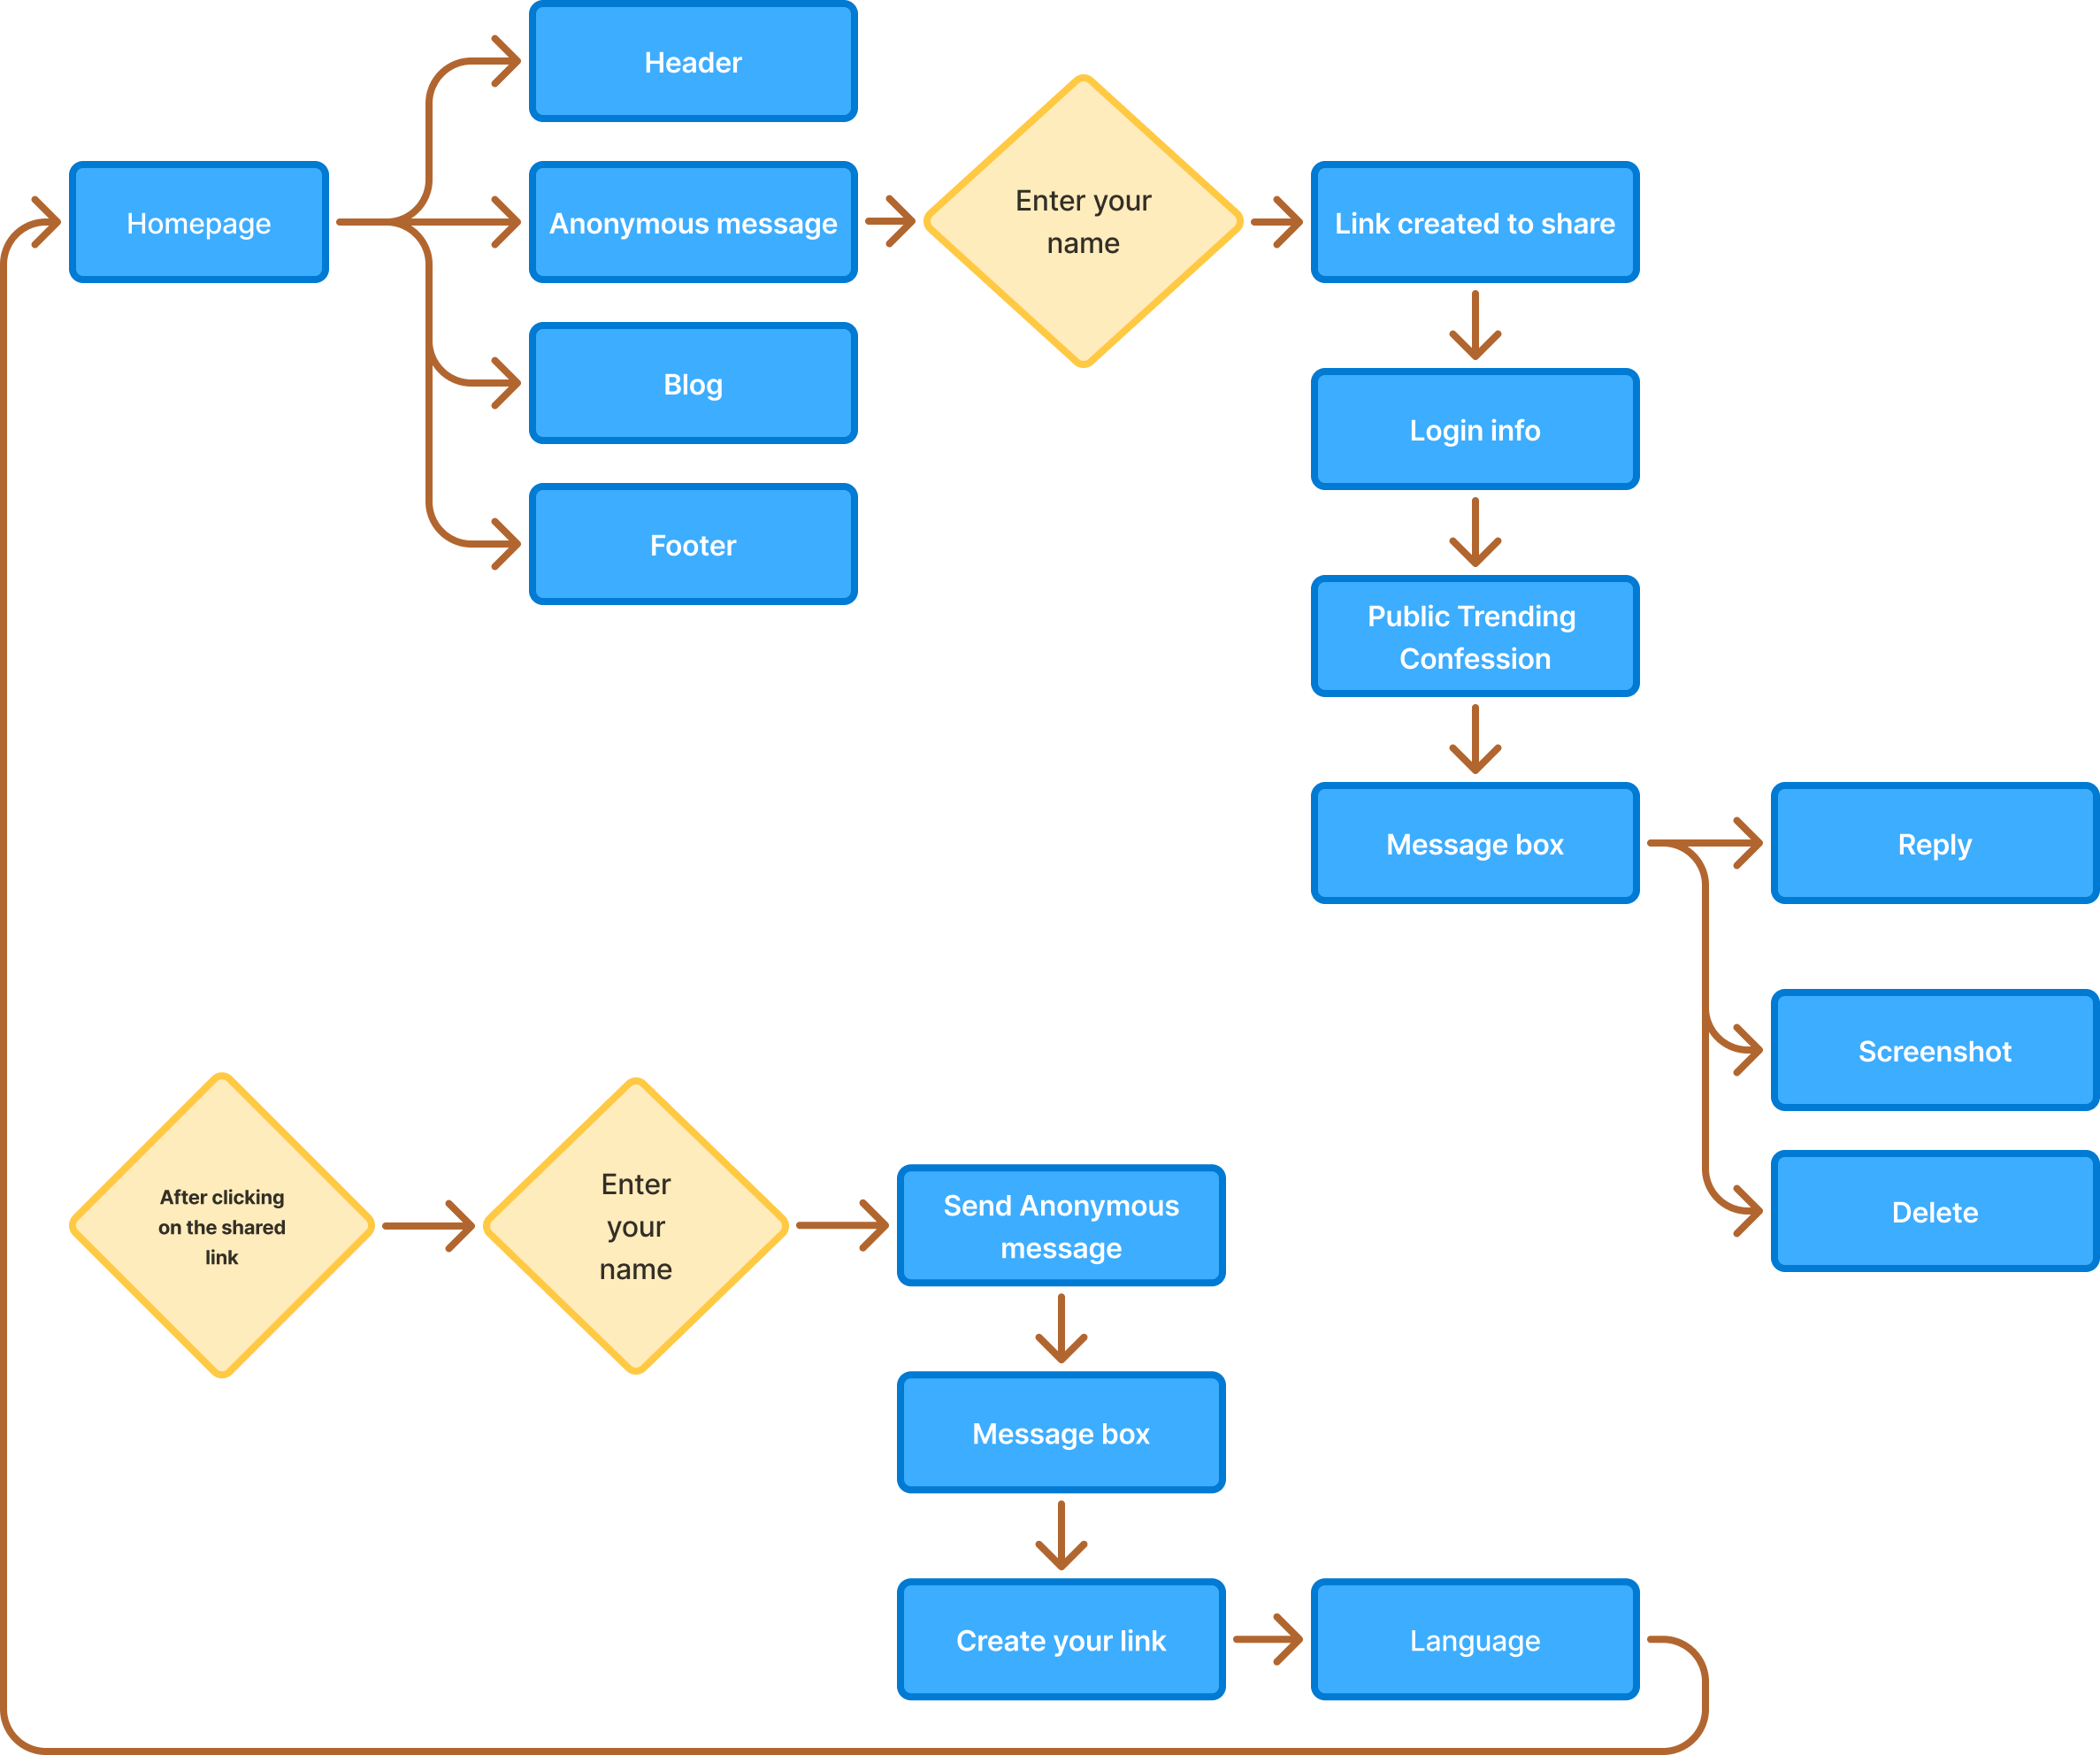 Header
Homepage
Anonymous message
Enter your
name
Link created to share
Blog
Login info
Footer
Public Trending
Confession
Message box
Reply
Screenshot
Delete
After clicking
on the shared
link
Enter
your
name
Send Anonymous
message
Message box
Create your link
Language